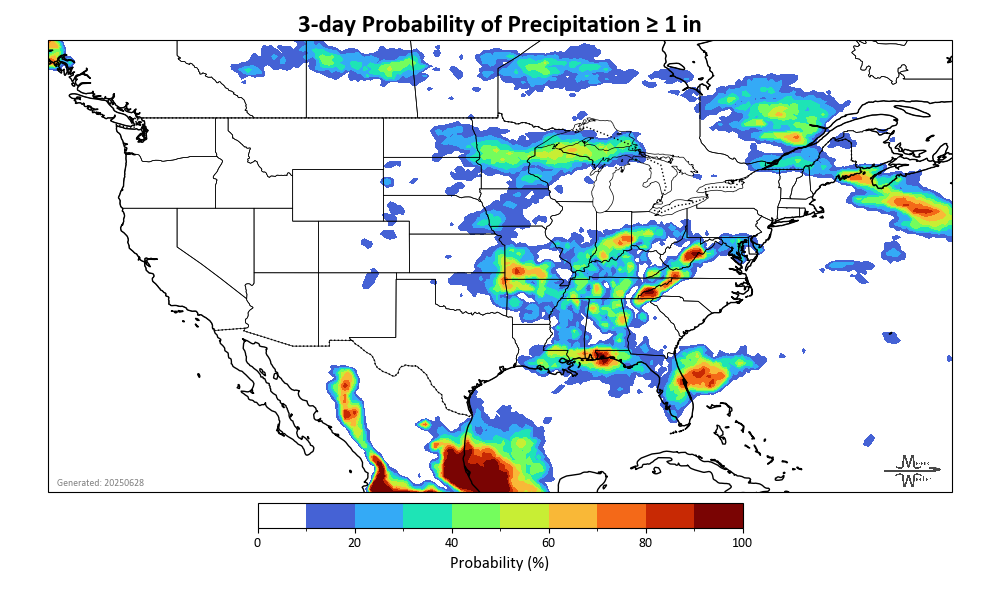 3-day Probability of Precipitation ≥ 1 in
Generated: 20250628
0 20 40 60 80 100
Probability (%)